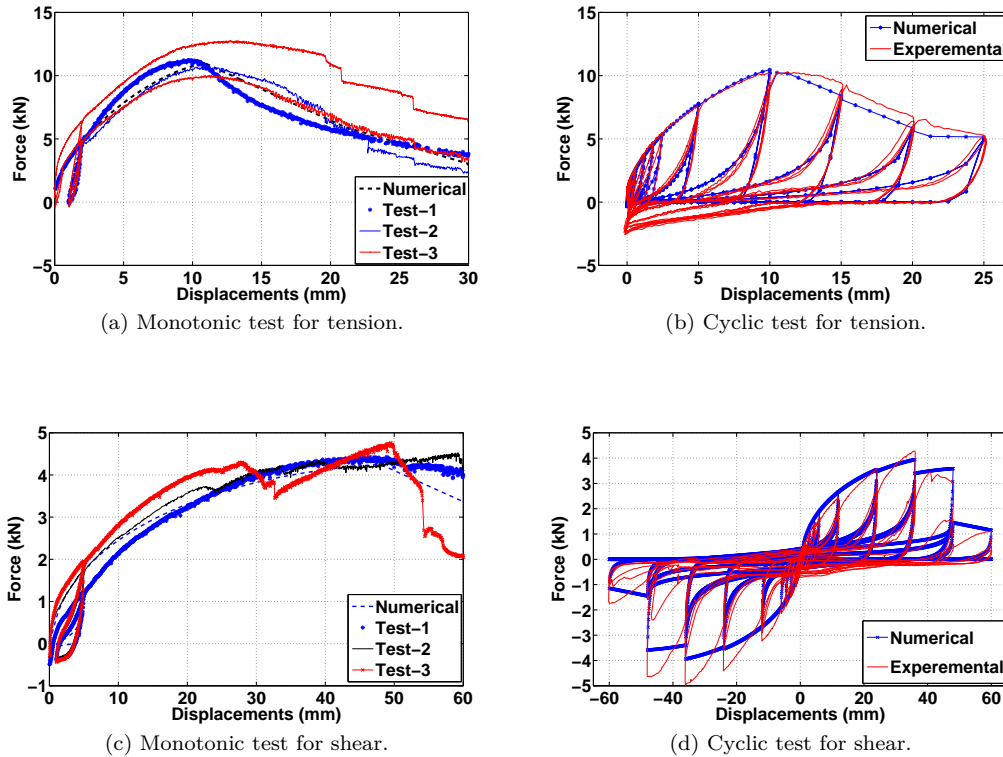 15
10
5
0
−5
0
5
10
15
20
25
30
Force (kN)
Displacements (mm)
Numerical
Test-1
Test-2
Test-3
(a) Monotonic test for tension.
15
10
5
0
−5
0
5
10
15
20
25
Force (kN)
Displacements (mm)
Numerical
Experemental
(b) Cyclic test for tension.
5
4
3
2
1
0
−1
0
10
20
30
40
50
60
Force (kN)
Displacements (mm)
Numerical
Test-1
Test-2
Test-3
(c) Monotonic test for shear.
5
4
3
2
1
0
−1
−2
−3
−4
−5
−60
−40
−20
0
20
40
60
Force (kN)
Displacements (mm)
Numerical
Experemental
(d) Cyclic test for shear.